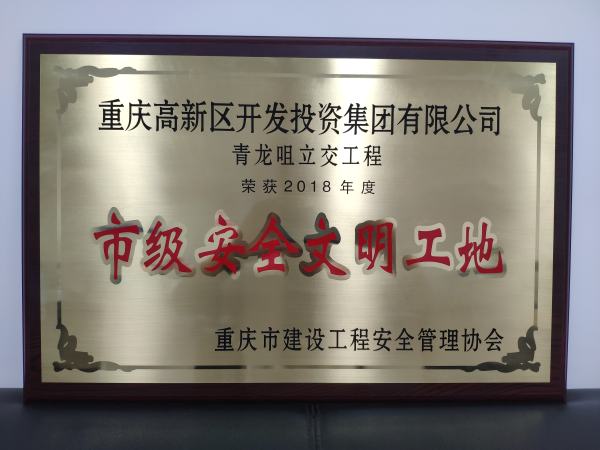 重庆高新区开发投资集团有限公司
青龙咀立交工程
荣获2018年度
市级安全文明工地
重庆市建设工程安全管理协会